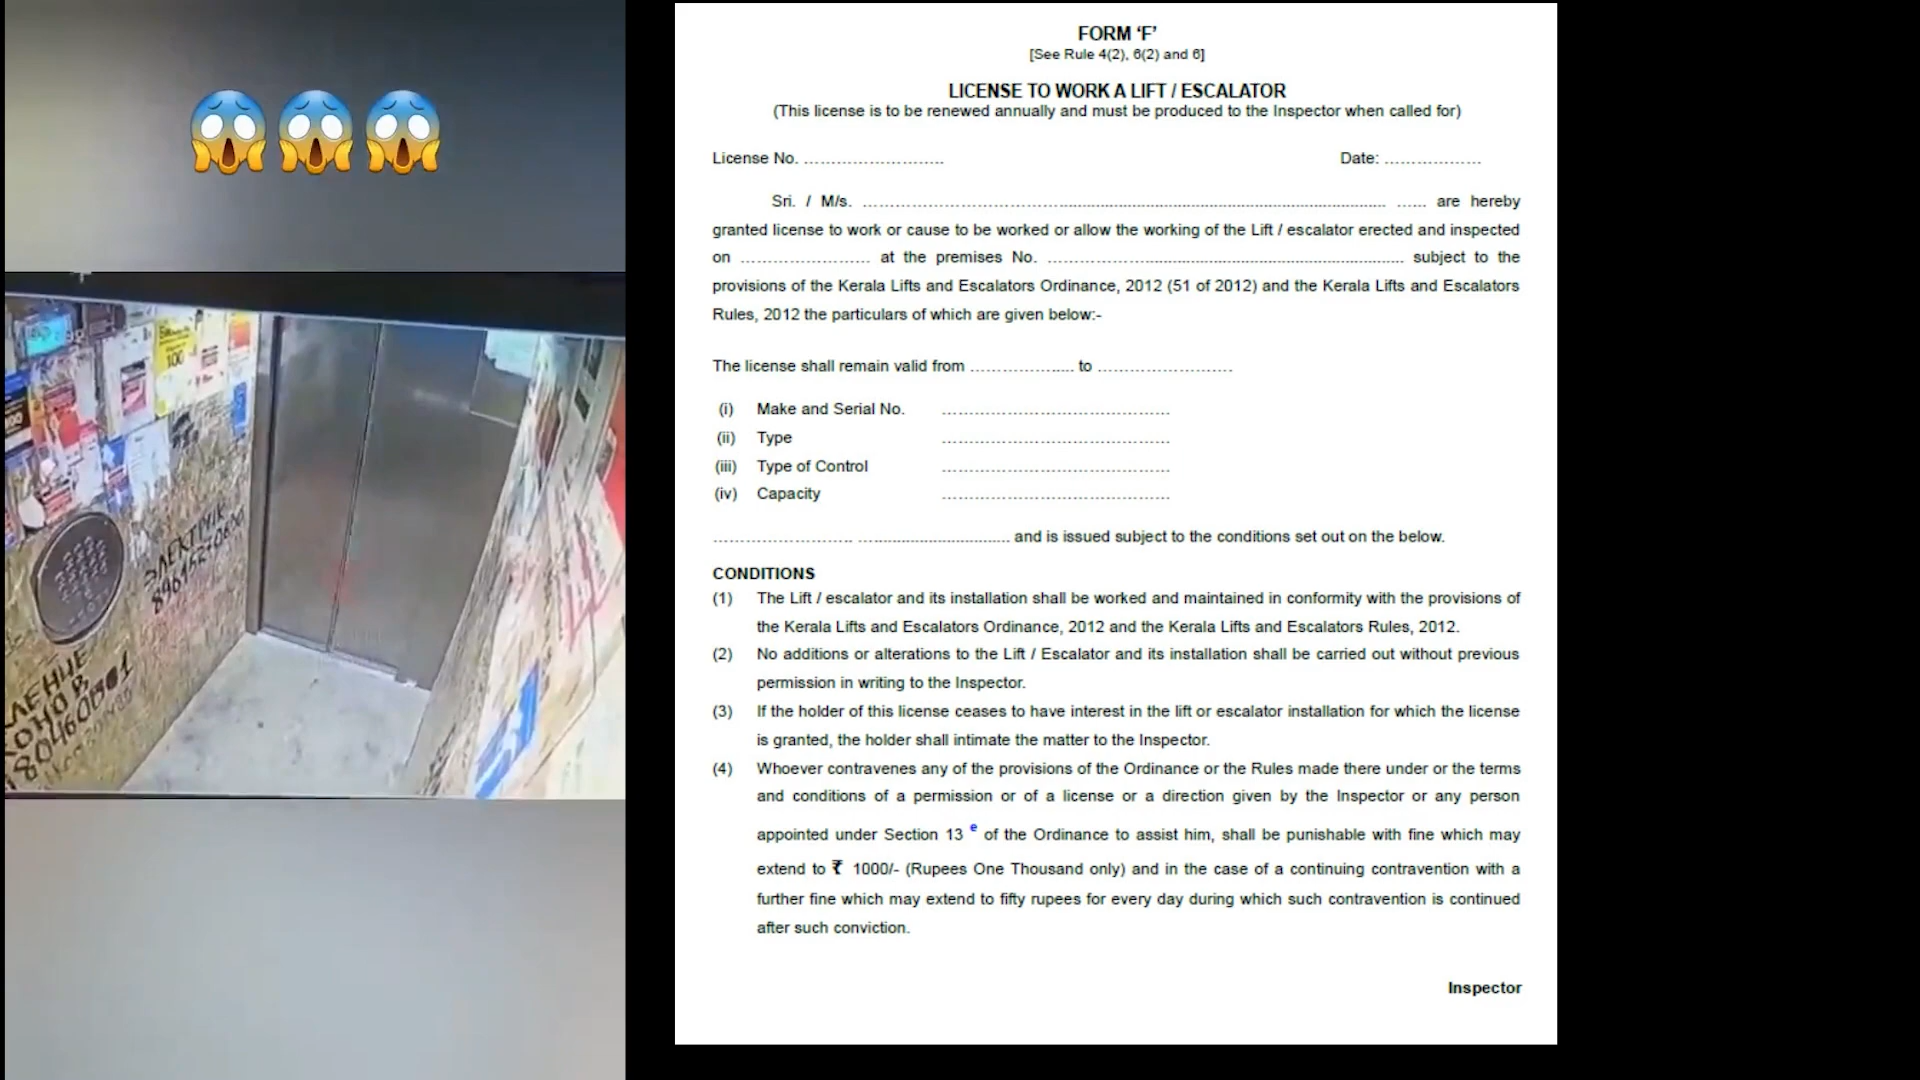 100
ЭЛЕКТРИК
FORM ‘F’
[See Rule 4(2), 6(2) and 6]
LICENSE TO WORK A LIFT / ESCALATOR
(This license is to be renewed annually and must be produced to the Inspector when called for)
License No. .......................... Date: ..................
Sri. / M/s. .................................................................................................... ...... are hereby
granted license to work or cause to be worked or allow the working of the Lift / escalator erected and inspected
on ........................ at the premises No. .................................................................. subject to the
provisions of the Kerala Lifts and Escalators Ordinance, 2012 (51 of 2012) and the Kerala Lifts and Escalators
Rules, 2012 the particulars of which are given below:-
The license shall remain valid from ................... to .........................
(i) Make and Serial No. ..........................................
(ii) Type ..........................................
(iii) Type of Control ..........................................
(iv) Capacity ..........................................
.......................... ................................... and is issued subject to the conditions set out on the below.
CONDITIONS
(1) The Lift / escalator and its installation shall be worked and maintained in conformity with the provisions of
the Kerala Lifts and Escalators Ordinance, 2012 and the Kerala Lifts and Escalators Rules, 2012.
(2) No additions or alterations to the Lift / Escalator and its installation shall be carried out without previous
permission in writing to the Inspector.
(3) If the holder of this license ceases to have interest in the lift or escalator installation for which the license
is granted, the holder shall intimate the matter to the Inspector.
(4) Whoever contravenes any of the provisions of the Ordinance or the Rules made there under or the terms
and conditions of a permission or of a license or a direction given by the Inspector or any person
appointed under Section 13 e of the Ordinance to assist him, shall be punishable with fine which may
extend to ₹ 1000/- (Rupees One Thousand only) and in the case of a continuing contravention with a
further fine which may extend to fifty rupees for every day during which such contravention is continued
after such conviction.
Inspector